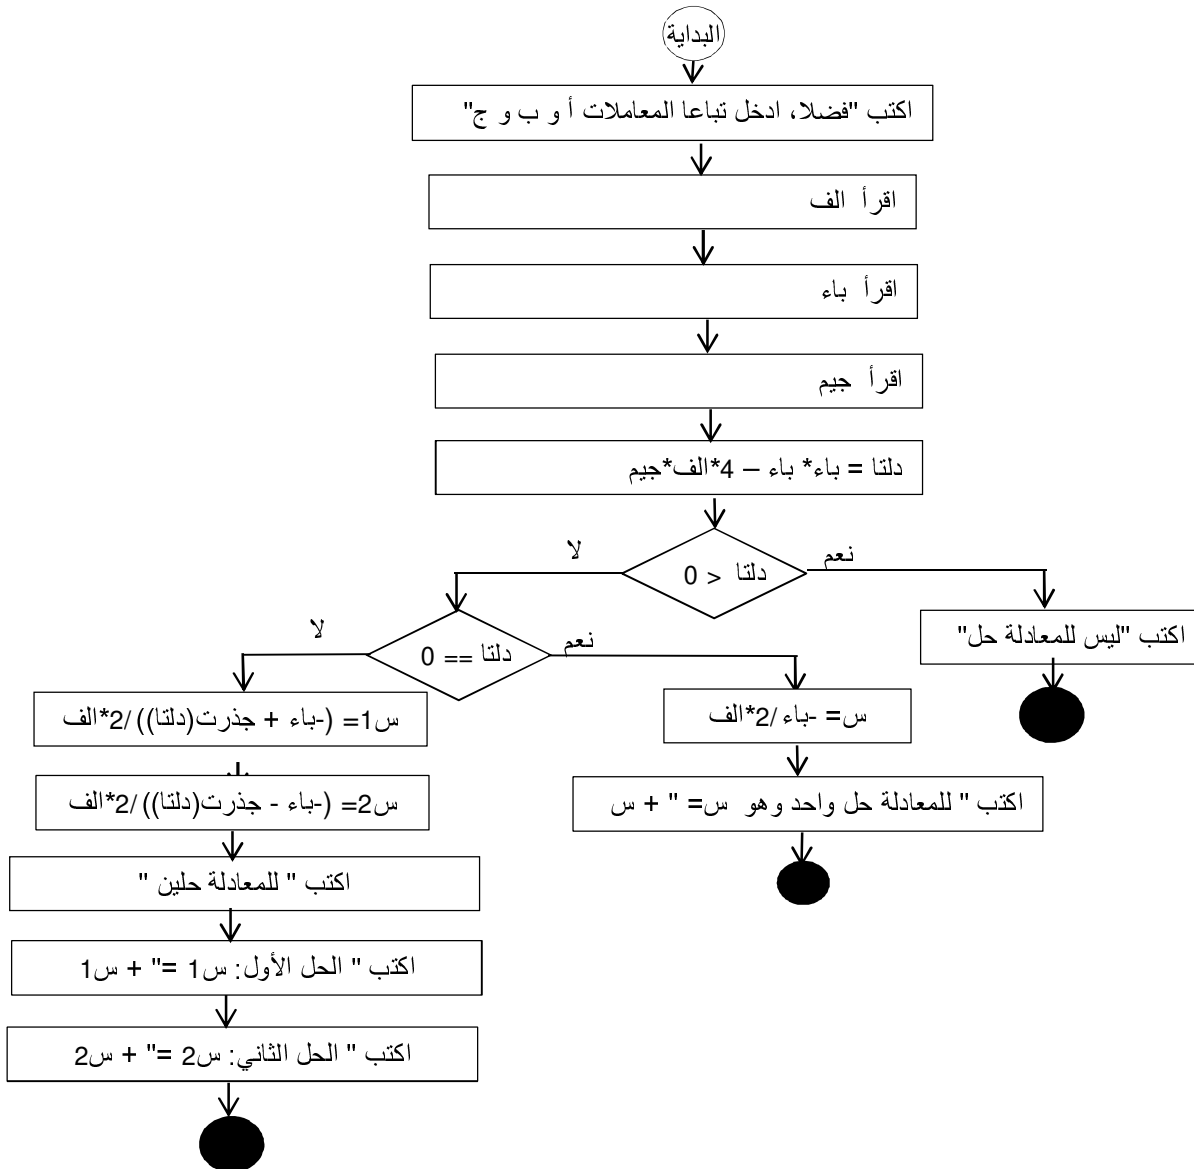 البداية
اكتب "فضلا، ادخل تباعا المعاملات أ و ب و ج"
اقرأ الف
اقرأ باء
اقرأ جيم
دلتا = باء* باء – 4*الف*جيم
دلتا < 0
نعم
لا
اكتب "ليس للمعادلة حل"
دلتا == 0
نعم
لا
س= -باء/2*الف
اكتب " للمعادلة حل واحد وهو س= " + س
س1= (-باء + جذرت(دلتا))/2*الف
س2= (-باء - جذرت(دلتا))/2*الف
اكتب " للمعادلة حلين "
اكتب " الحل الأول: س1 =" + س1
اكتب " الحل الثاني: س2 =" + س2